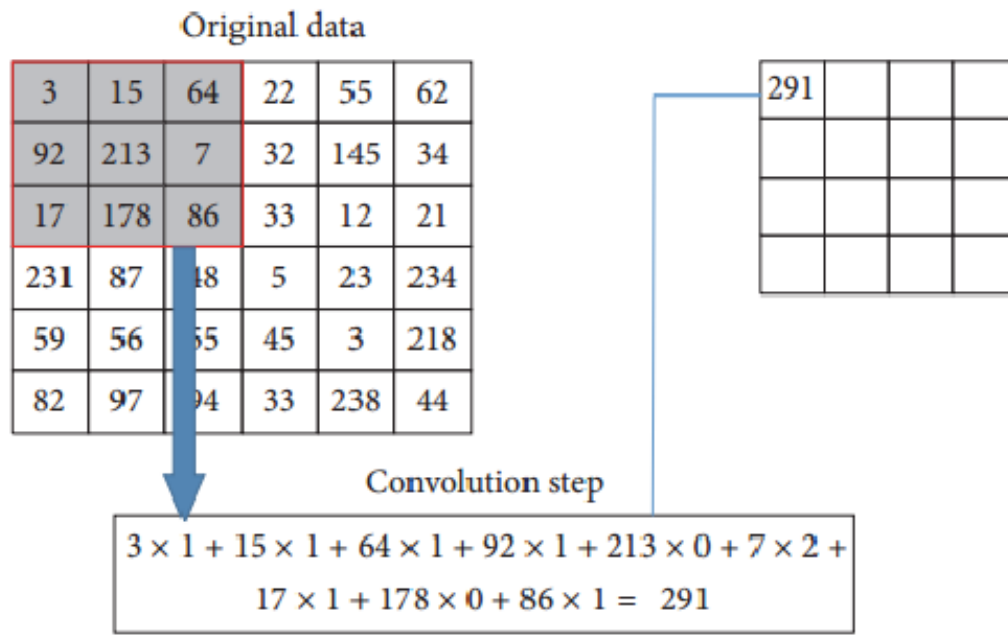 Original data
3 15 64 22 55 62
92 213 7 32 145 34
17 178 86 33 12 21
231 87 48 5 23 234
59 56 55 45 3 218
82 97 94 33 238 44
291
Convolution step
3 × 1 + 15 × 1 + 64 × 1 + 92 × 1 + 213 × 0 + 7 × 2 +
17 × 1 + 178 × 0 + 86 × 1 = 291